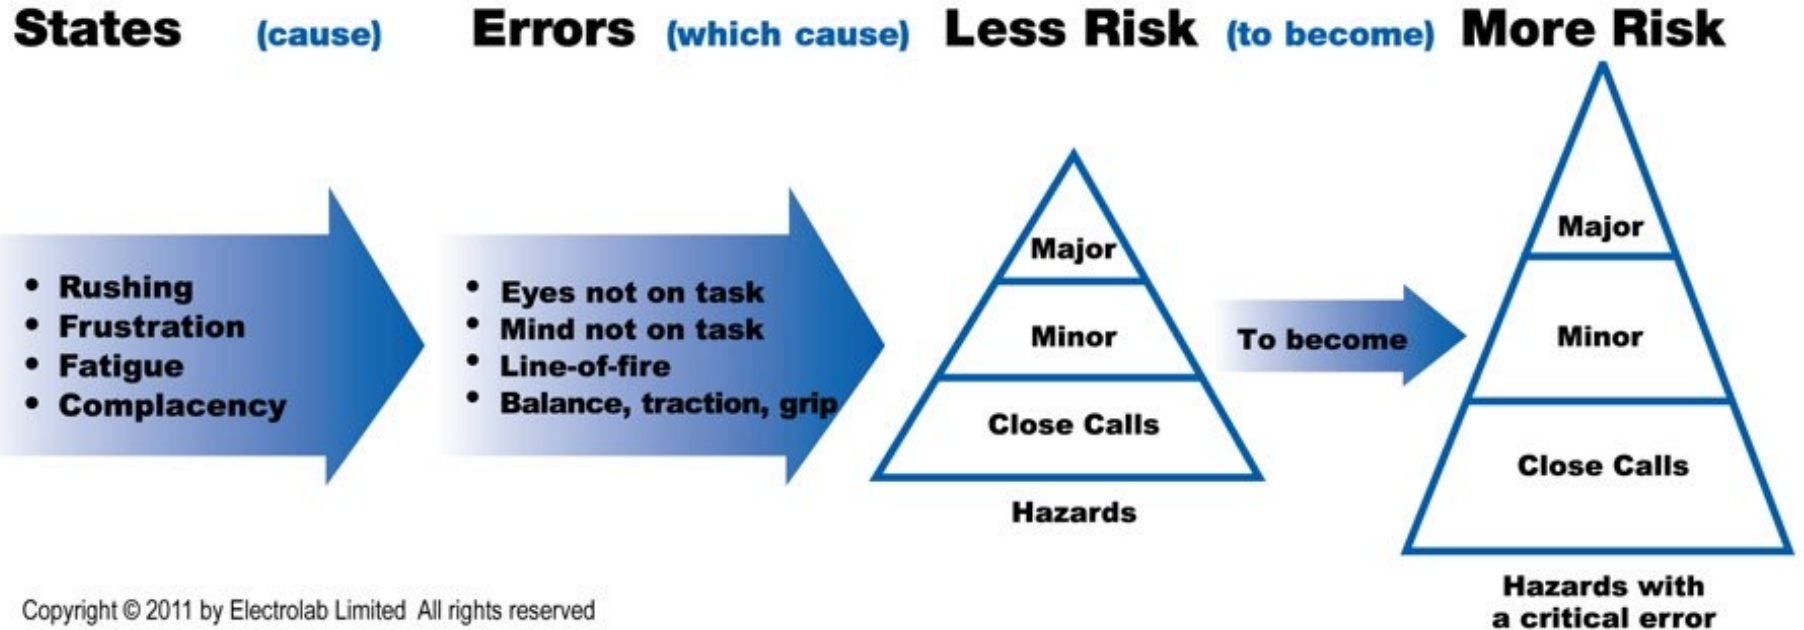 States (cause) Errors (which cause) Less Risk (to become) More Risk
• Rushing
• Frustration
• Fatigue
• Complacency
• Eyes not on task
• Mind not on task
• Line-of-fire
• Balance, traction, grip
Major
Minor
Close Calls
Hazards
To become
Major
Minor
Close Calls
Hazards with
a critical error
Copyright © 2011 by Electrolab Limited All rights reserved